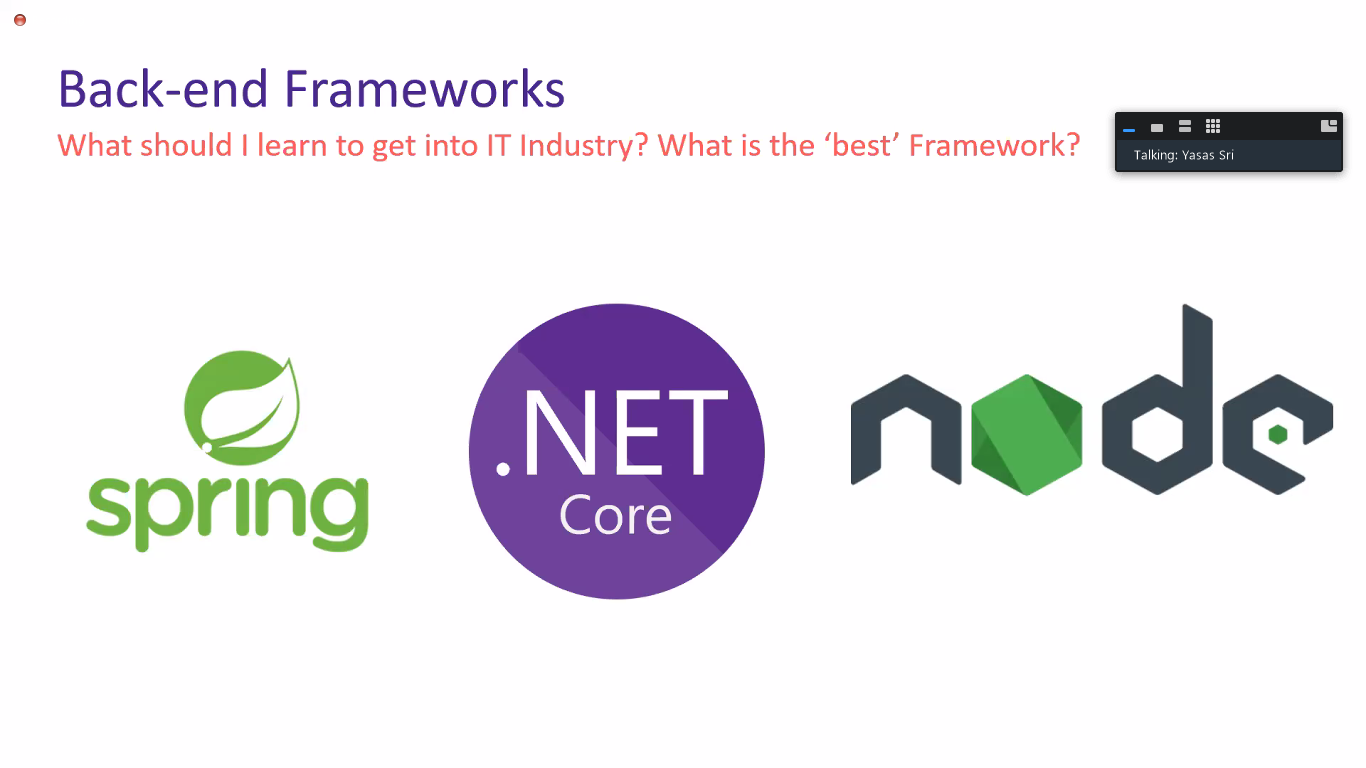 Back-end Frameworks
What should I learn to get into IT Industry? What is the ‘best’ Framework?
Talking: Yasas Sri
spring
.NET
Core
node